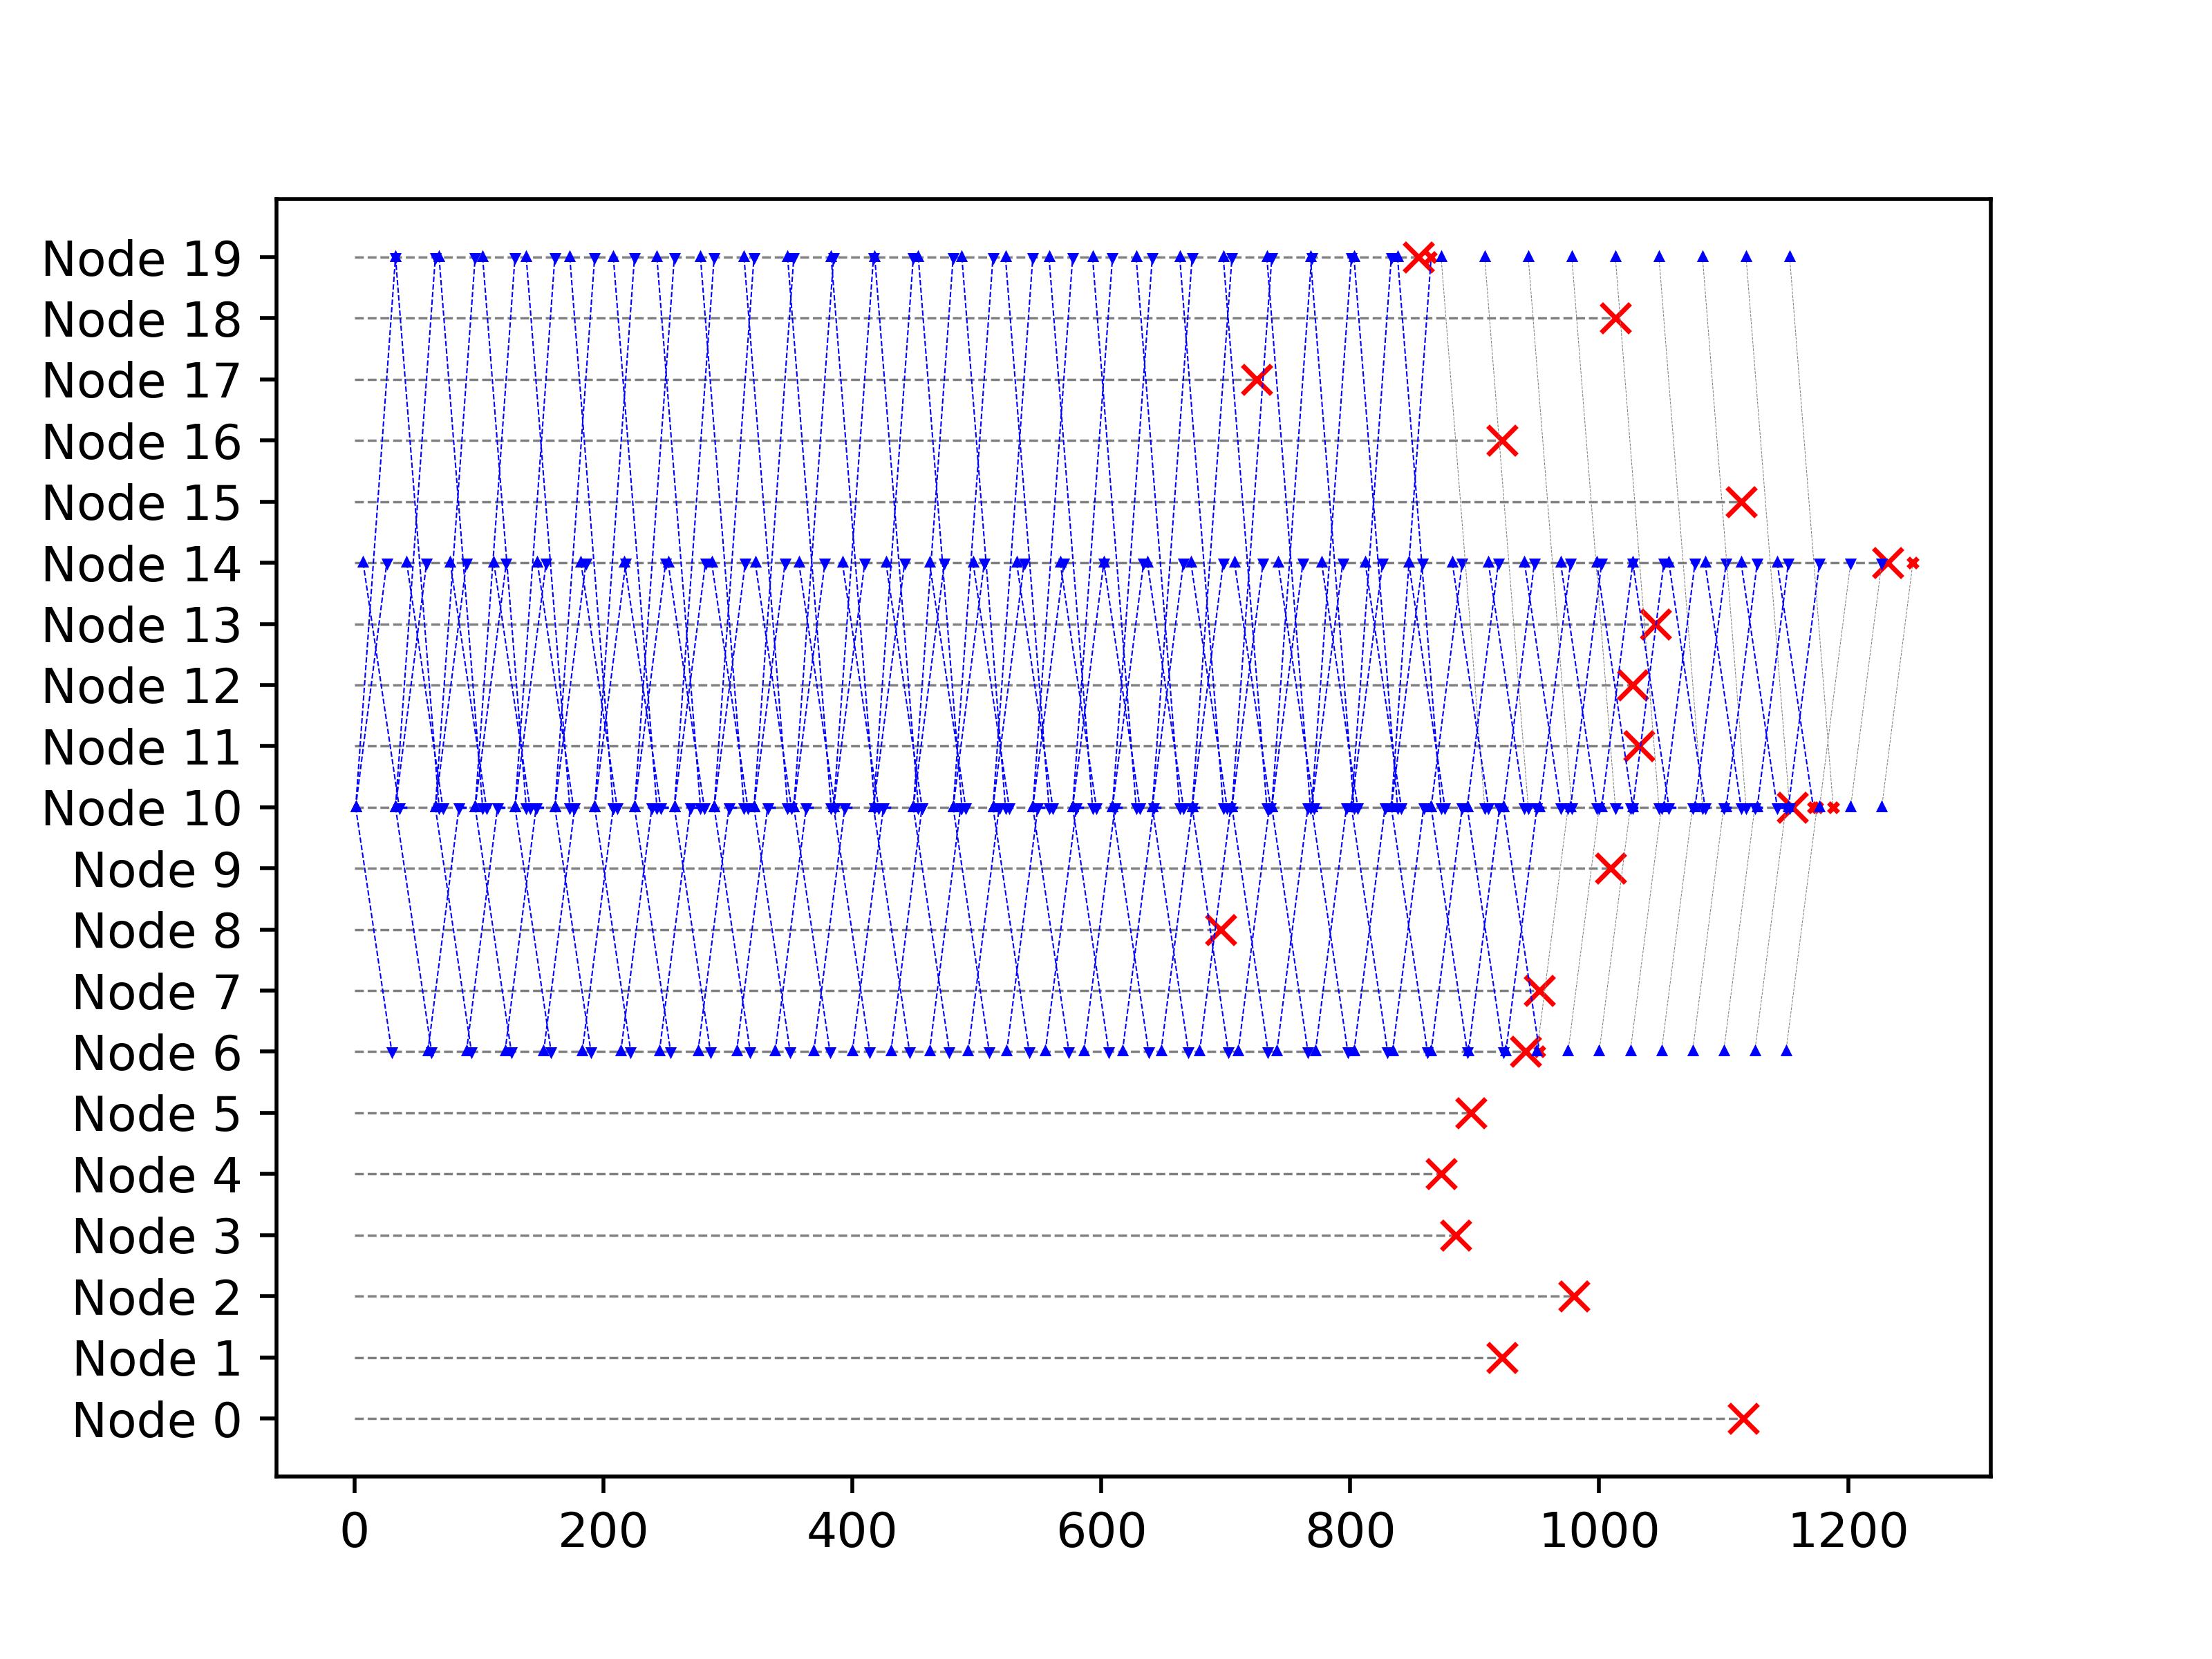 Node 19
Node 18
Node 17
Node 16
Node 15
Node 14
Node 13
Node 12
Node 11
Node 10
Node 9
Node 8
Node 7
Node 6
Node 5
Node 4
Node 3
Node 2
Node 1
Node 0
0 200 400 600 800 1000 1200